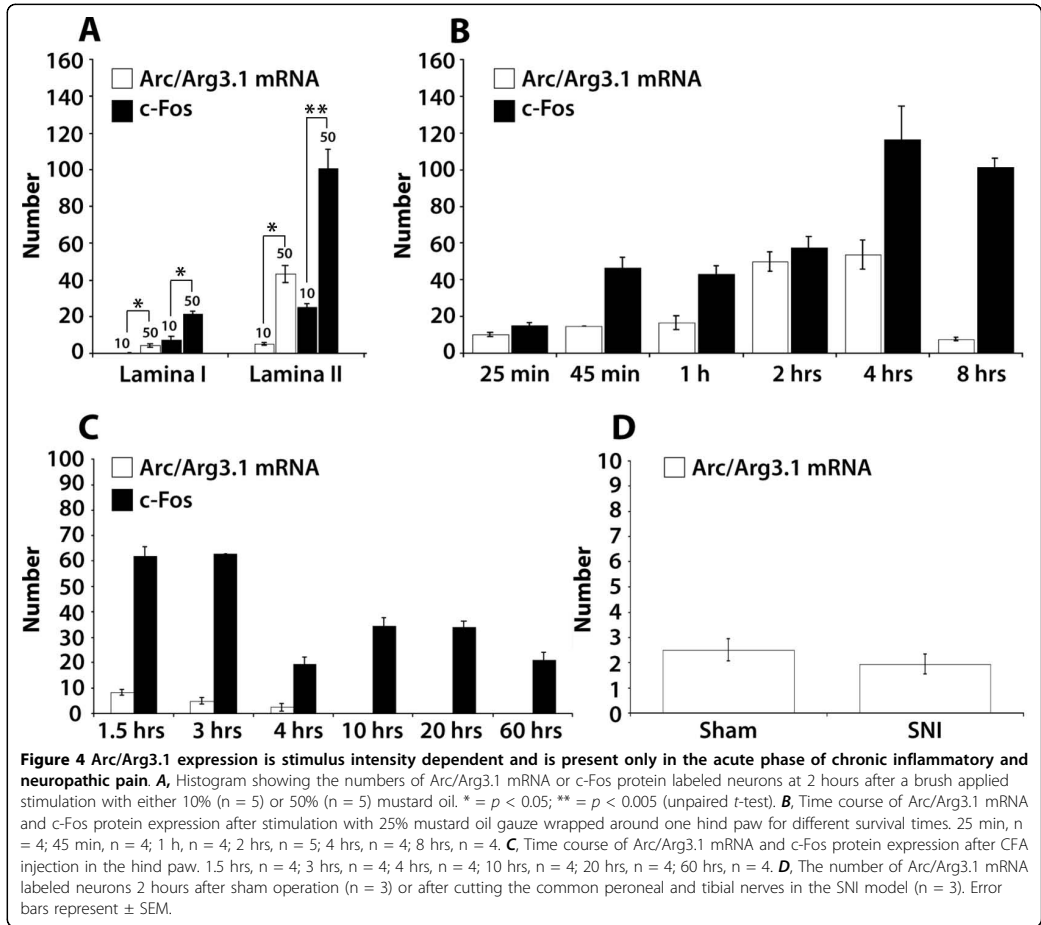 A
160
140
120
100
80
60
40
20
0
Number
Arc/Arg3.1 mRNA
c-Fos
10
50
*
10
50
*
10
50
*
10
50
**
Lamina I
Lamina II
B
160
140
120
100
80
60
40
20
0
Number
Arc/Arg3.1 mRNA
c-Fos
25 min
45 min
1 h
2 hrs
4 hrs
8 hrs
C
100
90
80
70
60
50
40
30
20
10
0
Number
Arc/Arg3.1 mRNA
c-Fos
1.5 hrs
3 hrs
4 hrs
10 hrs
20 hrs
60 hrs
D
10
9
8
7
6
5
4
3
2
1
0
Number
Arc/Arg3.1 mRNA
Sham
SNI
Figure 4 Arc/Arg3.1 expression is stimulus intensity dependent and is present only in the acute phase of chronic inflammatory and
neuropathic pain. A, Histogram showing the numbers of Arc/Arg3.1 mRNA or c-Fos protein labeled neurons at 2 hours after a brush applied
stimulation with either 10% (n = 5) or 50% (n = 5) mustard oil. * = p < 0.05; ** = p < 0.005 (unpaired t-test). B, Time course of Arc/Arg3.1 mRNA
and c-Fos protein expression after stimulation with 25% mustard oil gauze wrapped around one hind paw for different survival times. 25 min, n
= 4; 45 min, n = 4; 1 h, n = 4; 2 hrs, n = 5; 4 hrs, n = 4; 8 hrs, n = 4. C, Time course of Arc/Arg3.1 mRNA and c-Fos protein expression after CFA
injection in the hind paw. 1.5 hrs, n = 4; 3 hrs, n = 4; 4 hrs, n = 4; 10 hrs, n = 4; 20 hrs, n = 4; 60 hrs, n = 4. D, The number of Arc/Arg3.1 mRNA
labeled neurons 2 hours after sham operation (n = 3) or after cutting the common peroneal and tibial nerves in the SNI model (n = 3). Error
bars represent ± SEM.